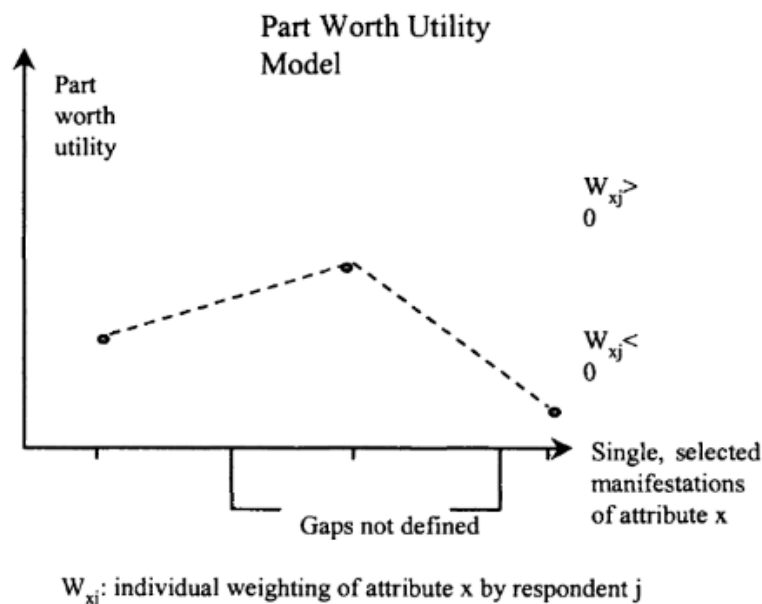 Part Worth Utility
Model
Part
worth
utility
W_xj>
0
W_xj<
0
Single, selected
manifestations
of attribute x
Gaps not defined
W_xj: individual weighting of attribute x by respondent j